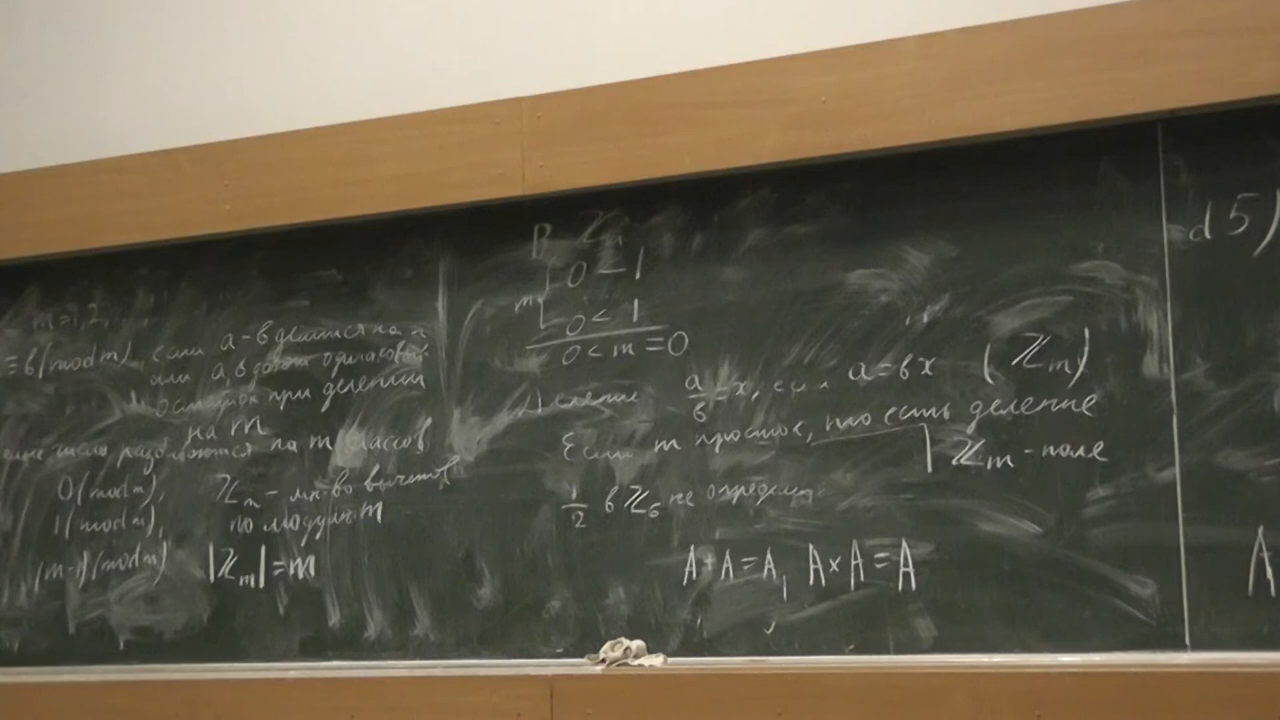 m=1,2,...
≡ b(mod m), если a-b делится на m
или a, b дают одинаковый
остаток при делении
на m
числа разбиваются на m классов
0(mod m), ℤm - мн-во вычетов
1(mod m), по модулю m
(m-1)(mod m) |ℤm|=m
В ℤm
0 < 1
m
0 < 1
0 < m = 0
Деление a/b = x, если a=bx (ℤm)
Если m простое, то есть деление
ℤm - поле
1/2 в ℤ6 не определено
A+A=A, A×A=A
d5)
A